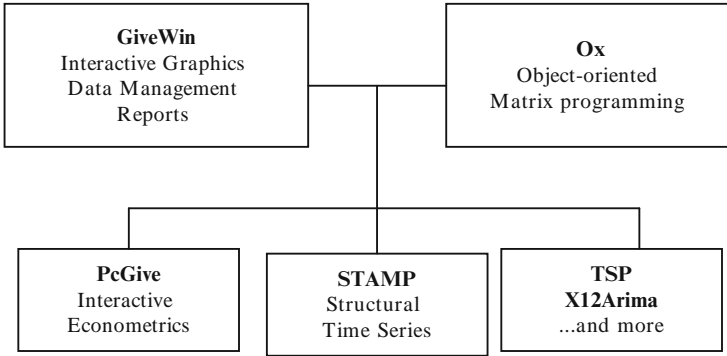 GiveWin
Interactive Graphics
Data Management
Reports
Ox
Object-oriented
Matrix programming
PcGive
Interactive
Econometrics
STAMP
Structural
Time Series
TSP
X12Arima
...and more